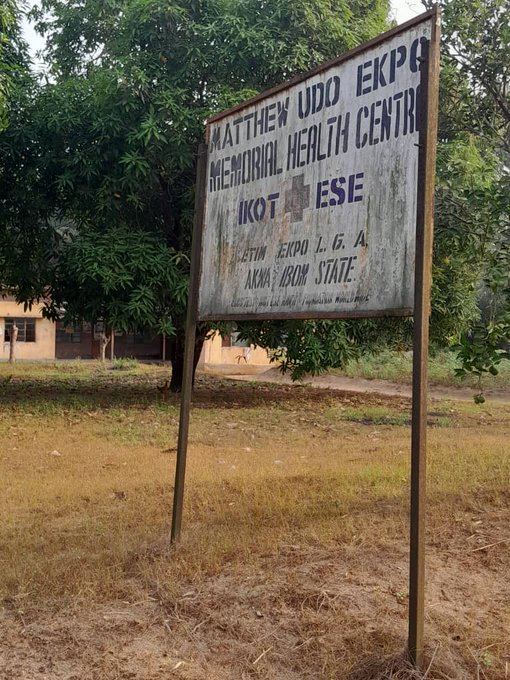 MATTHEW UDO EKPO
MEMORIAL HEALTH CENTRE
IKOT ESE
ETIM EKPO L. G. A.
AKWA IBOM STATE.